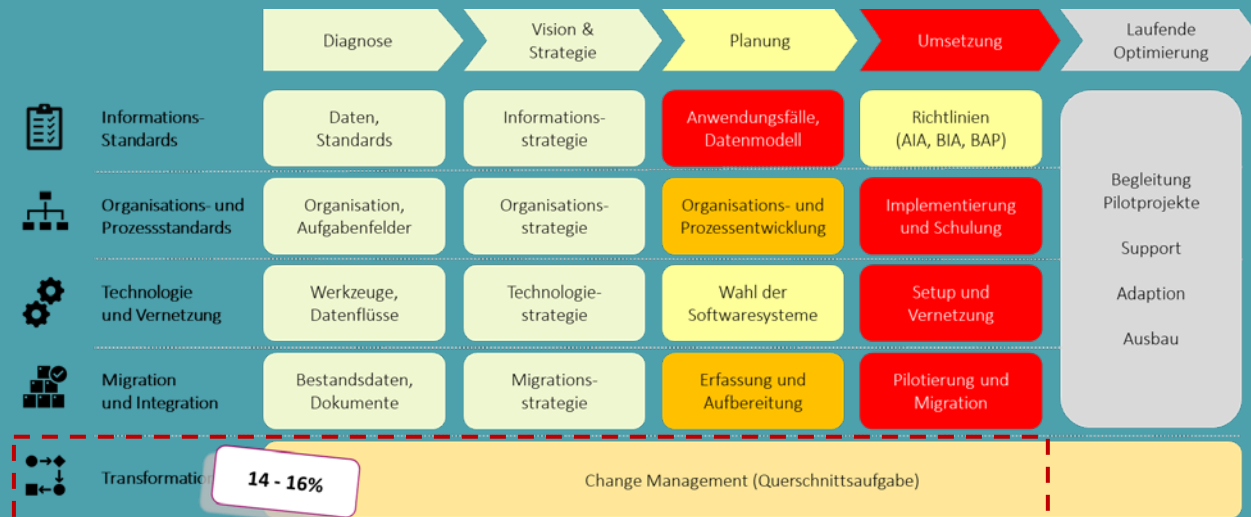 Diagnose
Vision &
Strategie
Planung
Umsetzung
Laufende
Optimierung
Informations-
Standards
Daten,
Standards
Informations-
strategie
Anwendungsfälle,
Datenmodell
Richtlinien
(AIA, BIA, BAP)
Organisations- und
Prozessstandards
Organisation,
Aufgabenfelder
Organisations-
strategie
Organisations- und
Prozessentwicklung
Implementierung
und Schulung
Technologie
und Vernetzung
Werkzeuge,
Datenflüsse
Technologie-
strategie
Wahl der
Softwaresysteme
Setup und
Vernetzung
Migration
und Integration
Bestandsdaten,
Dokumente
Migrations-
strategie
Erfassung und
Aufbereitung
Pilotierung und
Migration
Begleitung
Pilotprojekte
Support
Adaption
Ausbau
Transformation
14 - 16%
Change Management (Querschnittsaufgabe)